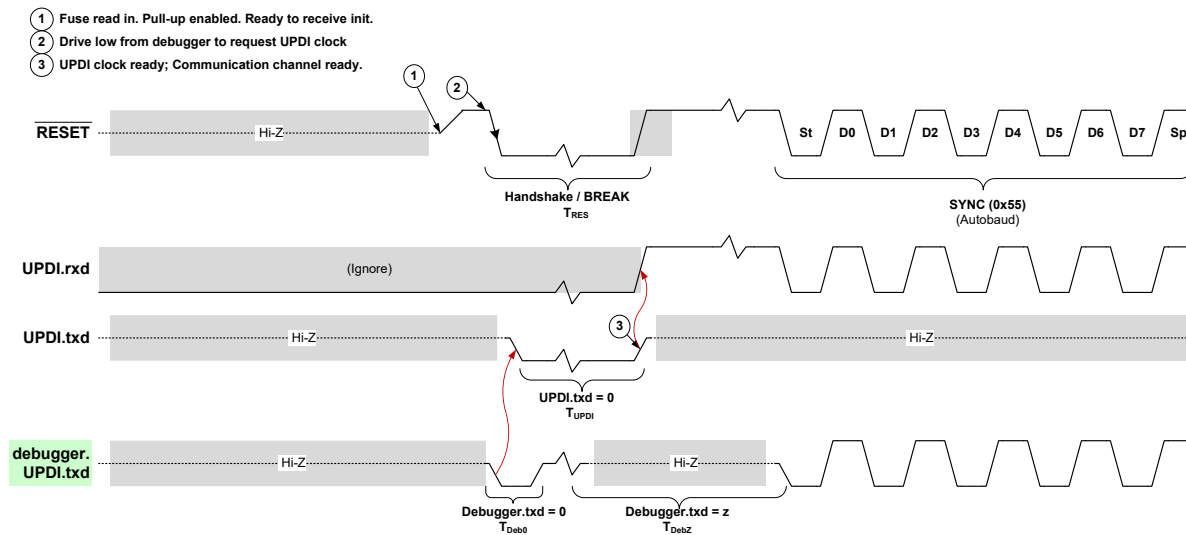 1 Fuse read in. Pull-up enabled. Ready to receive init.
2 Drive low from debugger to request UPDI clock
3 UPDI clock ready; Communication channel ready.
1
2
RESET
Hi-Z
St D0 D1 D2 D3 D4 D5 D6 D7 Sp
Handshake / BREAK
TRES
SYNC (0x55)
(Autobaud)
UPDI.rxd
(Ignore)
UPDI.txd
Hi-Z
3
Hi-Z
UPDI.txd = 0
TUPDI
debugger.
UPDI.txd
Hi-Z
Hi-Z
Debugger.txd = 0
TDeb0
Debugger.txd = z
TDebZ